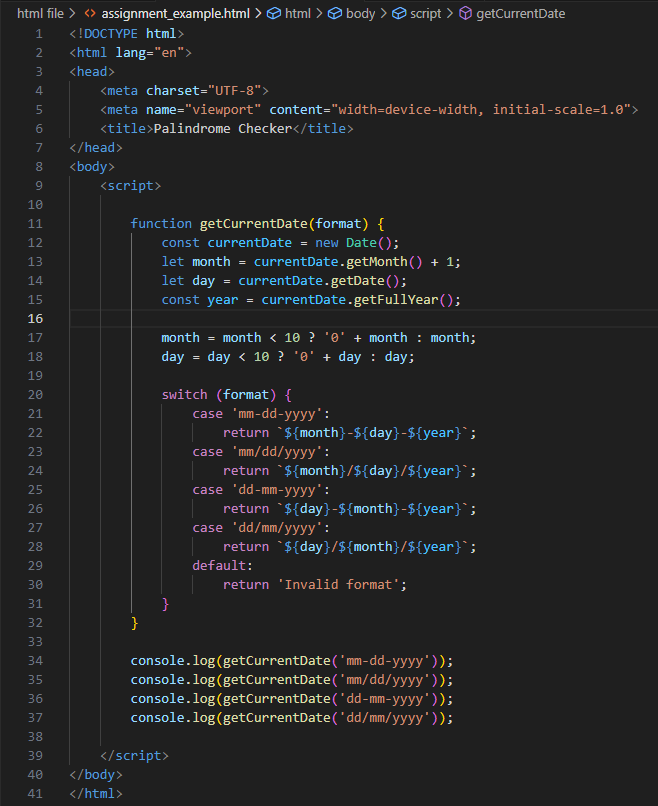 html file > <> assignment_example.html > html > body > script > getCurrentDate
1 <!DOCTYPE html>
2 <html lang="en">
3 <head>
4     <meta charset="UTF-8">
5     <meta name="viewport" content="width=device-width, initial-scale=1.0">
6     <title>Palindrome Checker</title>
7 </head>
8 <body>
9     <script>
10
11         function getCurrentDate(format) {
12             const currentDate = new Date();
13             let month = currentDate.getMonth() + 1;
14             let day = currentDate.getDate();
15             const year = currentDate.getFullYear();
16
17             month = month < 10 ? '0' + month : month;
18             day = day < 10 ? '0' + day : day;
19
20             switch (format) {
21                 case 'mm-dd-yyyy':
22                     return `${month}-${day}-${year}`;
23                 case 'mm/dd/yyyy':
24                     return `${month}/${day}/${year}`;
25                 case 'dd-mm-yyyy':
26                     return `${day}-${month}-${year}`;
27                 case 'dd/mm/yyyy':
28                     return `${day}/${month}/${year}`;
29                 default:
30                     return 'Invalid format';
31             }
32         }
33
34         console.log(getCurrentDate('mm-dd-yyyy'));
35         console.log(getCurrentDate('mm/dd/yyyy'));
36         console.log(getCurrentDate('dd-mm-yyyy'));
37         console.log(getCurrentDate('dd/mm/yyyy'));
38
39     </script>
40 </body>
41 </html>